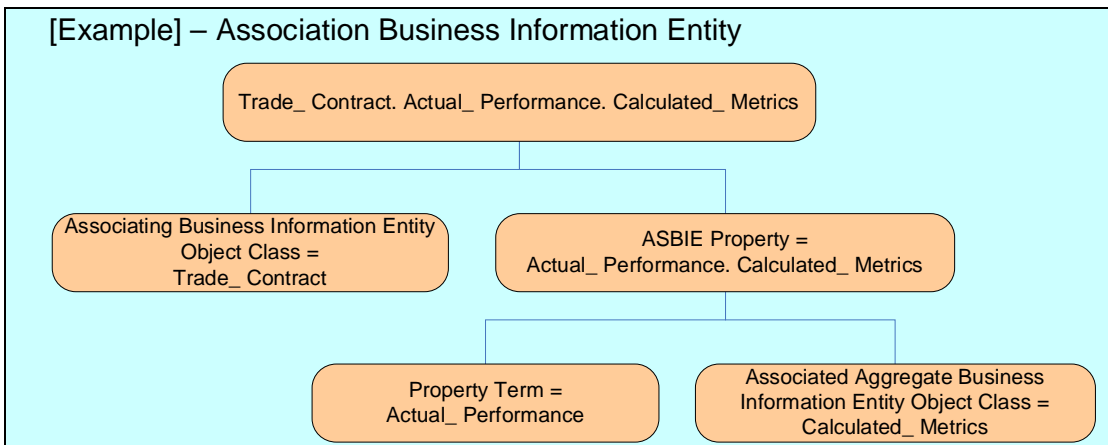 [Example] – Association Business Information Entity
Trade_ Contract. Actual_ Performance. Calculated_ Metrics
Associating Business Information Entity
Object Class =
Trade_ Contract
ASBIE Property =
Actual_ Performance. Calculated_ Metrics
Property Term =
Actual_ Performance
Associated Aggregate Business
Information Entity Object Class =
Calculated_ Metrics